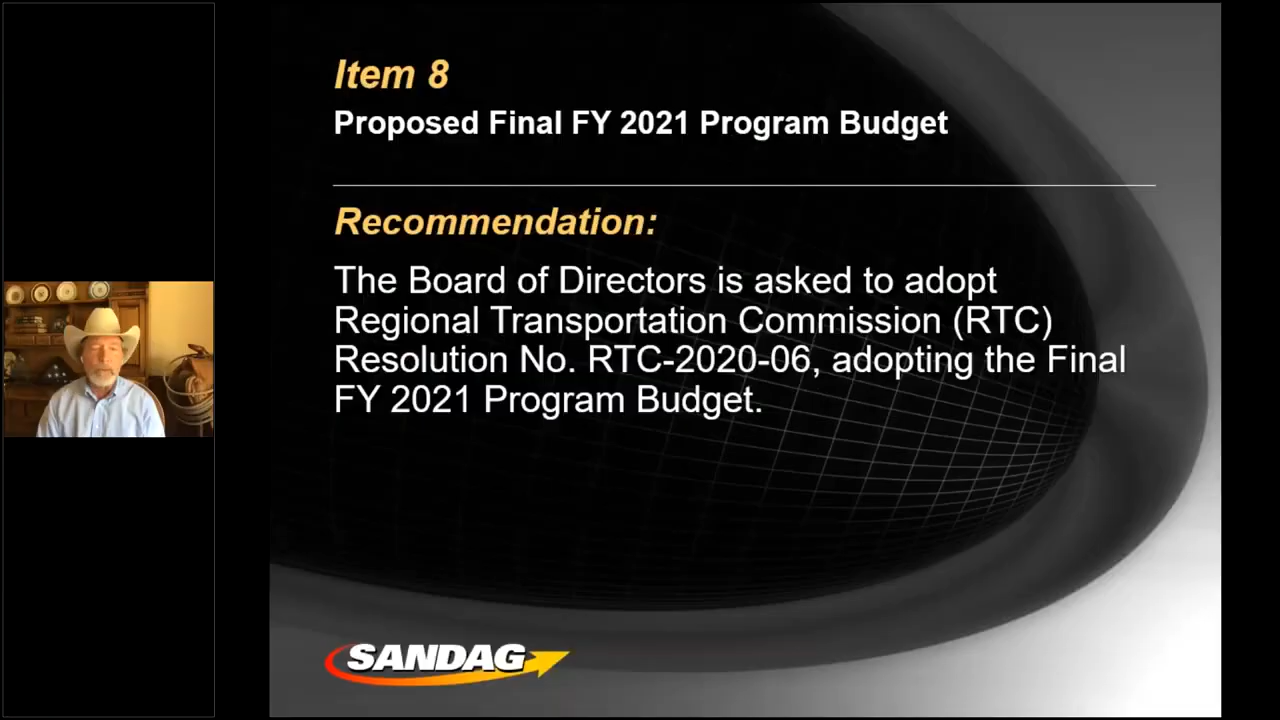 Item 8
Proposed Final FY 2021 Program Budget
Recommendation:
The Board of Directors is asked to adopt
Regional Transportation Commission (RTC)
Resolution No. RTC-2020-06, adopting the Final
FY 2021 Program Budget.
SANDAG